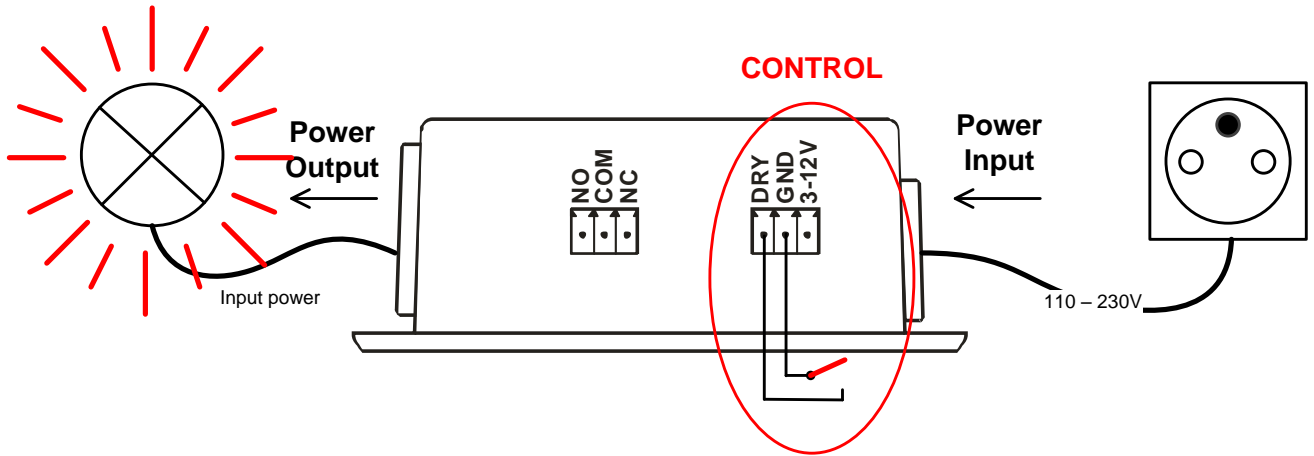 CONTROL
Power
Output
Power
Input
NO
COM
NC
DRY
GND
3-12V
Input power
110 – 230V